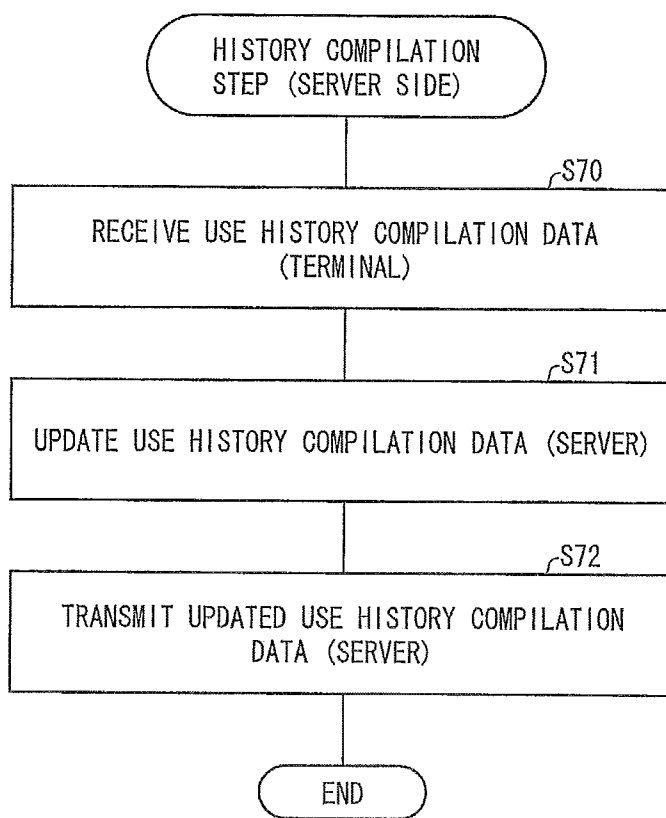 HISTORY COMPILATION
STEP (SERVER SIDE)
S70
RECEIVE USE HISTORY COMPILATION DATA
(TERMINAL)
S71
UPDATE USE HISTORY COMPILATION DATA (SERVER)
S72
TRANSMIT UPDATED USE HISTORY COMPILATION
DATA (SERVER)
END